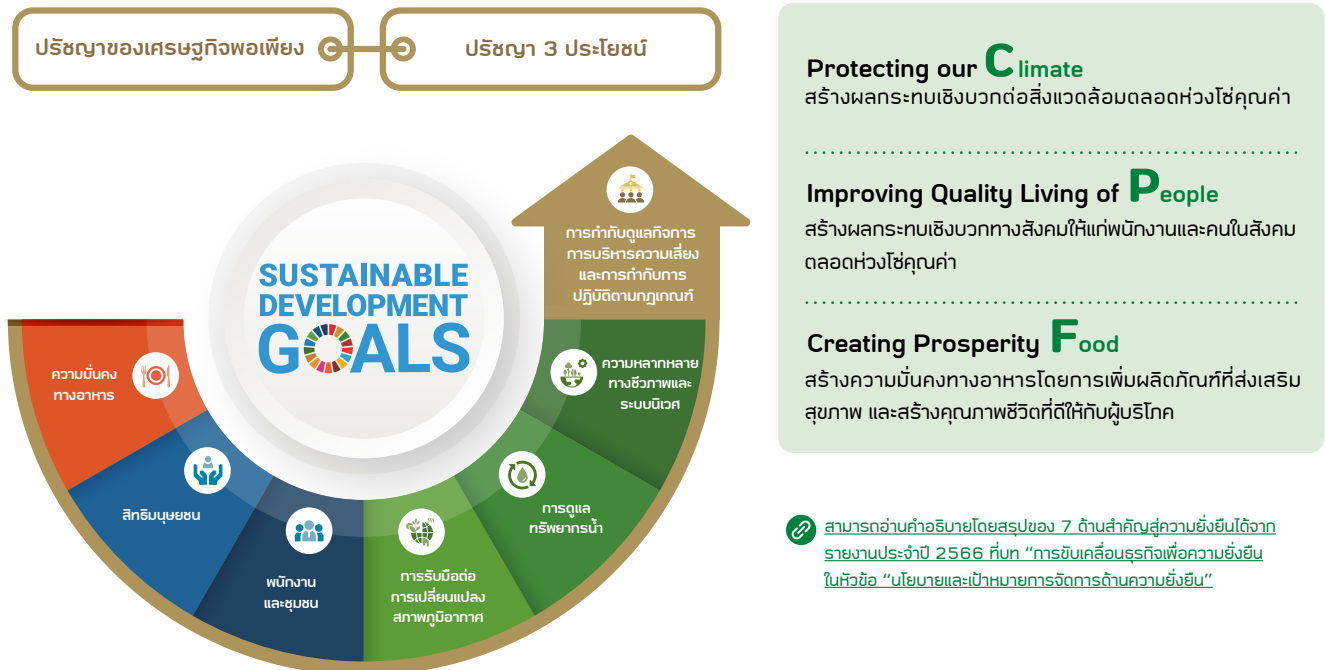 ปรัชญาของเศรษฐกิจพอเพียง
ปรัชญา 3 ประโยชน์
การกำกับดูแลกิจการ
การบริหารความเสี่ยง
และการกำกับการ
ปฏิบัติตามกฎเกณฑ์
SUSTAINABLE
DEVELOPMENT
GOALS
ความมั่นคง
ทางอาหาร
สิทธิมนุษยชน
พนักงาน
และชุมชน
การรับมือต่อ
การเปลี่ยนแปลง
สภาพภูมิอากาศ
การดูแล
ทรัพยากรน้ำ
ความหลากหลาย
ทางชีวภาพและ
ระบบนิเวศ
Protecting our Climate
สร้างผลกระทบเชิงบวกต่อสิ่งแวดล้อมตลอดห่วงโซ่คุณค่า
Improving Quality Living of People
สร้างผลกระทบเชิงบวกทางสังคมให้แก่พนักงานและคนในสังคม
ตลอดห่วงโซ่คุณค่า
Creating Prosperity Food
สร้างความมั่นคงทางอาหารโดยการเพิ่มผลิตภัณฑ์ที่ส่งเสริม
สุขภาพ และสร้างคุณภาพชีวิตที่ดีให้กับผู้บริโภค
สามารถอ่านคำอธิบายโดยสรุปของ 7 ด้านสำคัญสู่ความยั่งยืนได้จาก
รายงานประจำปี 2566 ที่บท “การขับเคลื่อนธุรกิจเพื่อความยั่งยืน
ในหัวข้อ “นโยบายและเป้าหมายการจัดการด้านความยั่งยืน”